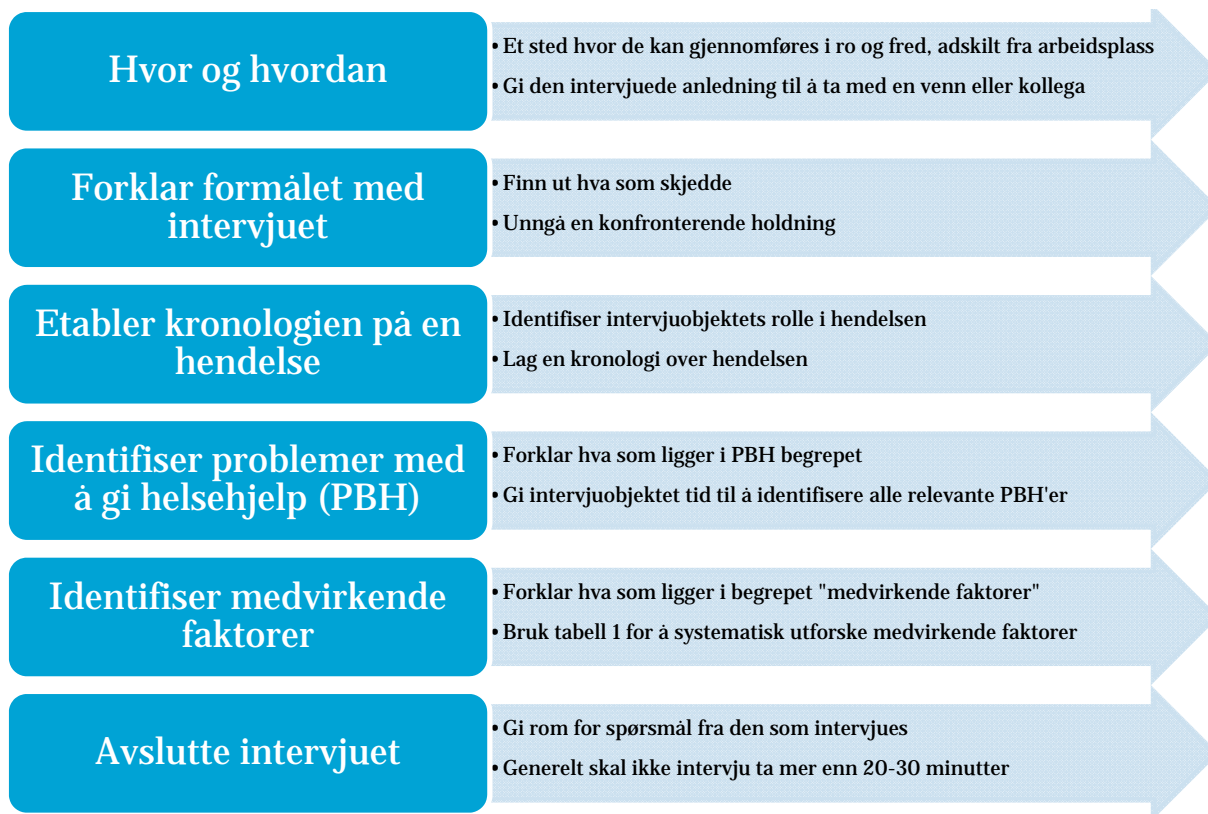 Hvor og hvordan
• Et sted hvor de kan gjennomføres i ro og fred, adskilt fra arbeidsplass
• Gi den intervjuede anledning til å ta med en venn eller kollega
Forklar formålet med
intervjuet
• Finn ut hva som skjedde
• Unngå en konfronterende holdning
Etabler kronologien på en
hendelse
• Identifiser intervjuobjektets rolle i hendelsen
• Lag en kronologi over hendelsen
Identifiser problemer med
å gi helsehjelp (PBH)
• Forklar hva som ligger i PBH begrepet
• Gi intervjuobjektet tid til å identifisere alle relevante PBH'er
Identifiser medvirkende
faktorer
• Forklar hva som ligger i begrepet "medvirkende faktorer"
• Bruk tabell 1 for å systematisk utforske medvirkende faktorer
Avslutte intervjuet
• Gi rom for spørsmål fra den som intervjues
• Generelt skal ikke intervju ta mer enn 20-30 minutter